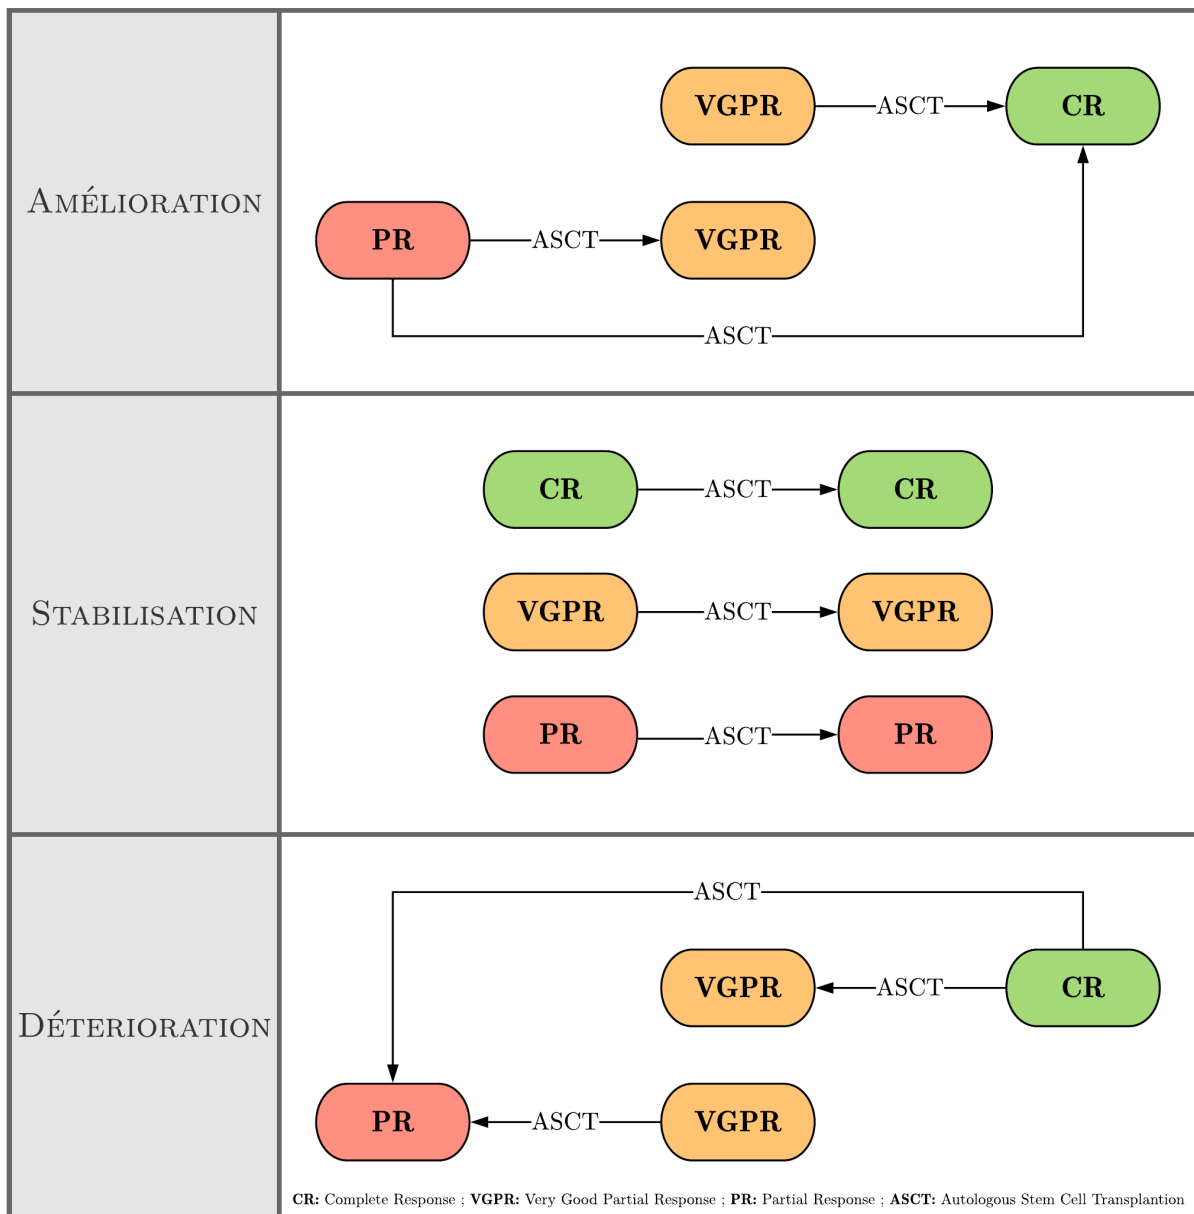 AMÉLIORATION
VGPR ASCT CR
PR ASCT VGPR
ASCT
STABILISATION
CR ASCT CR
VGPR ASCT VGPR
PR ASCT PR
DÉTERIORATION
ASCT
VGPR ASCT CR
PR ASCT VGPR
CR: Complete Response ; VGPR: Very Good Partial Response ; PR: Partial Response ; ASCT: Autologous Stem Cell Transplantion